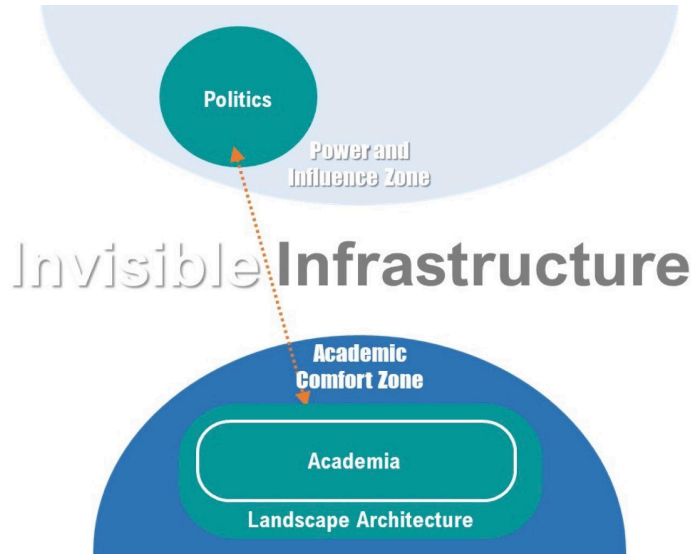 Politics
Power and
Influence Zone
Invisible Infrastructure
Academic
Comfort Zone
Academia
Landscape Architecture